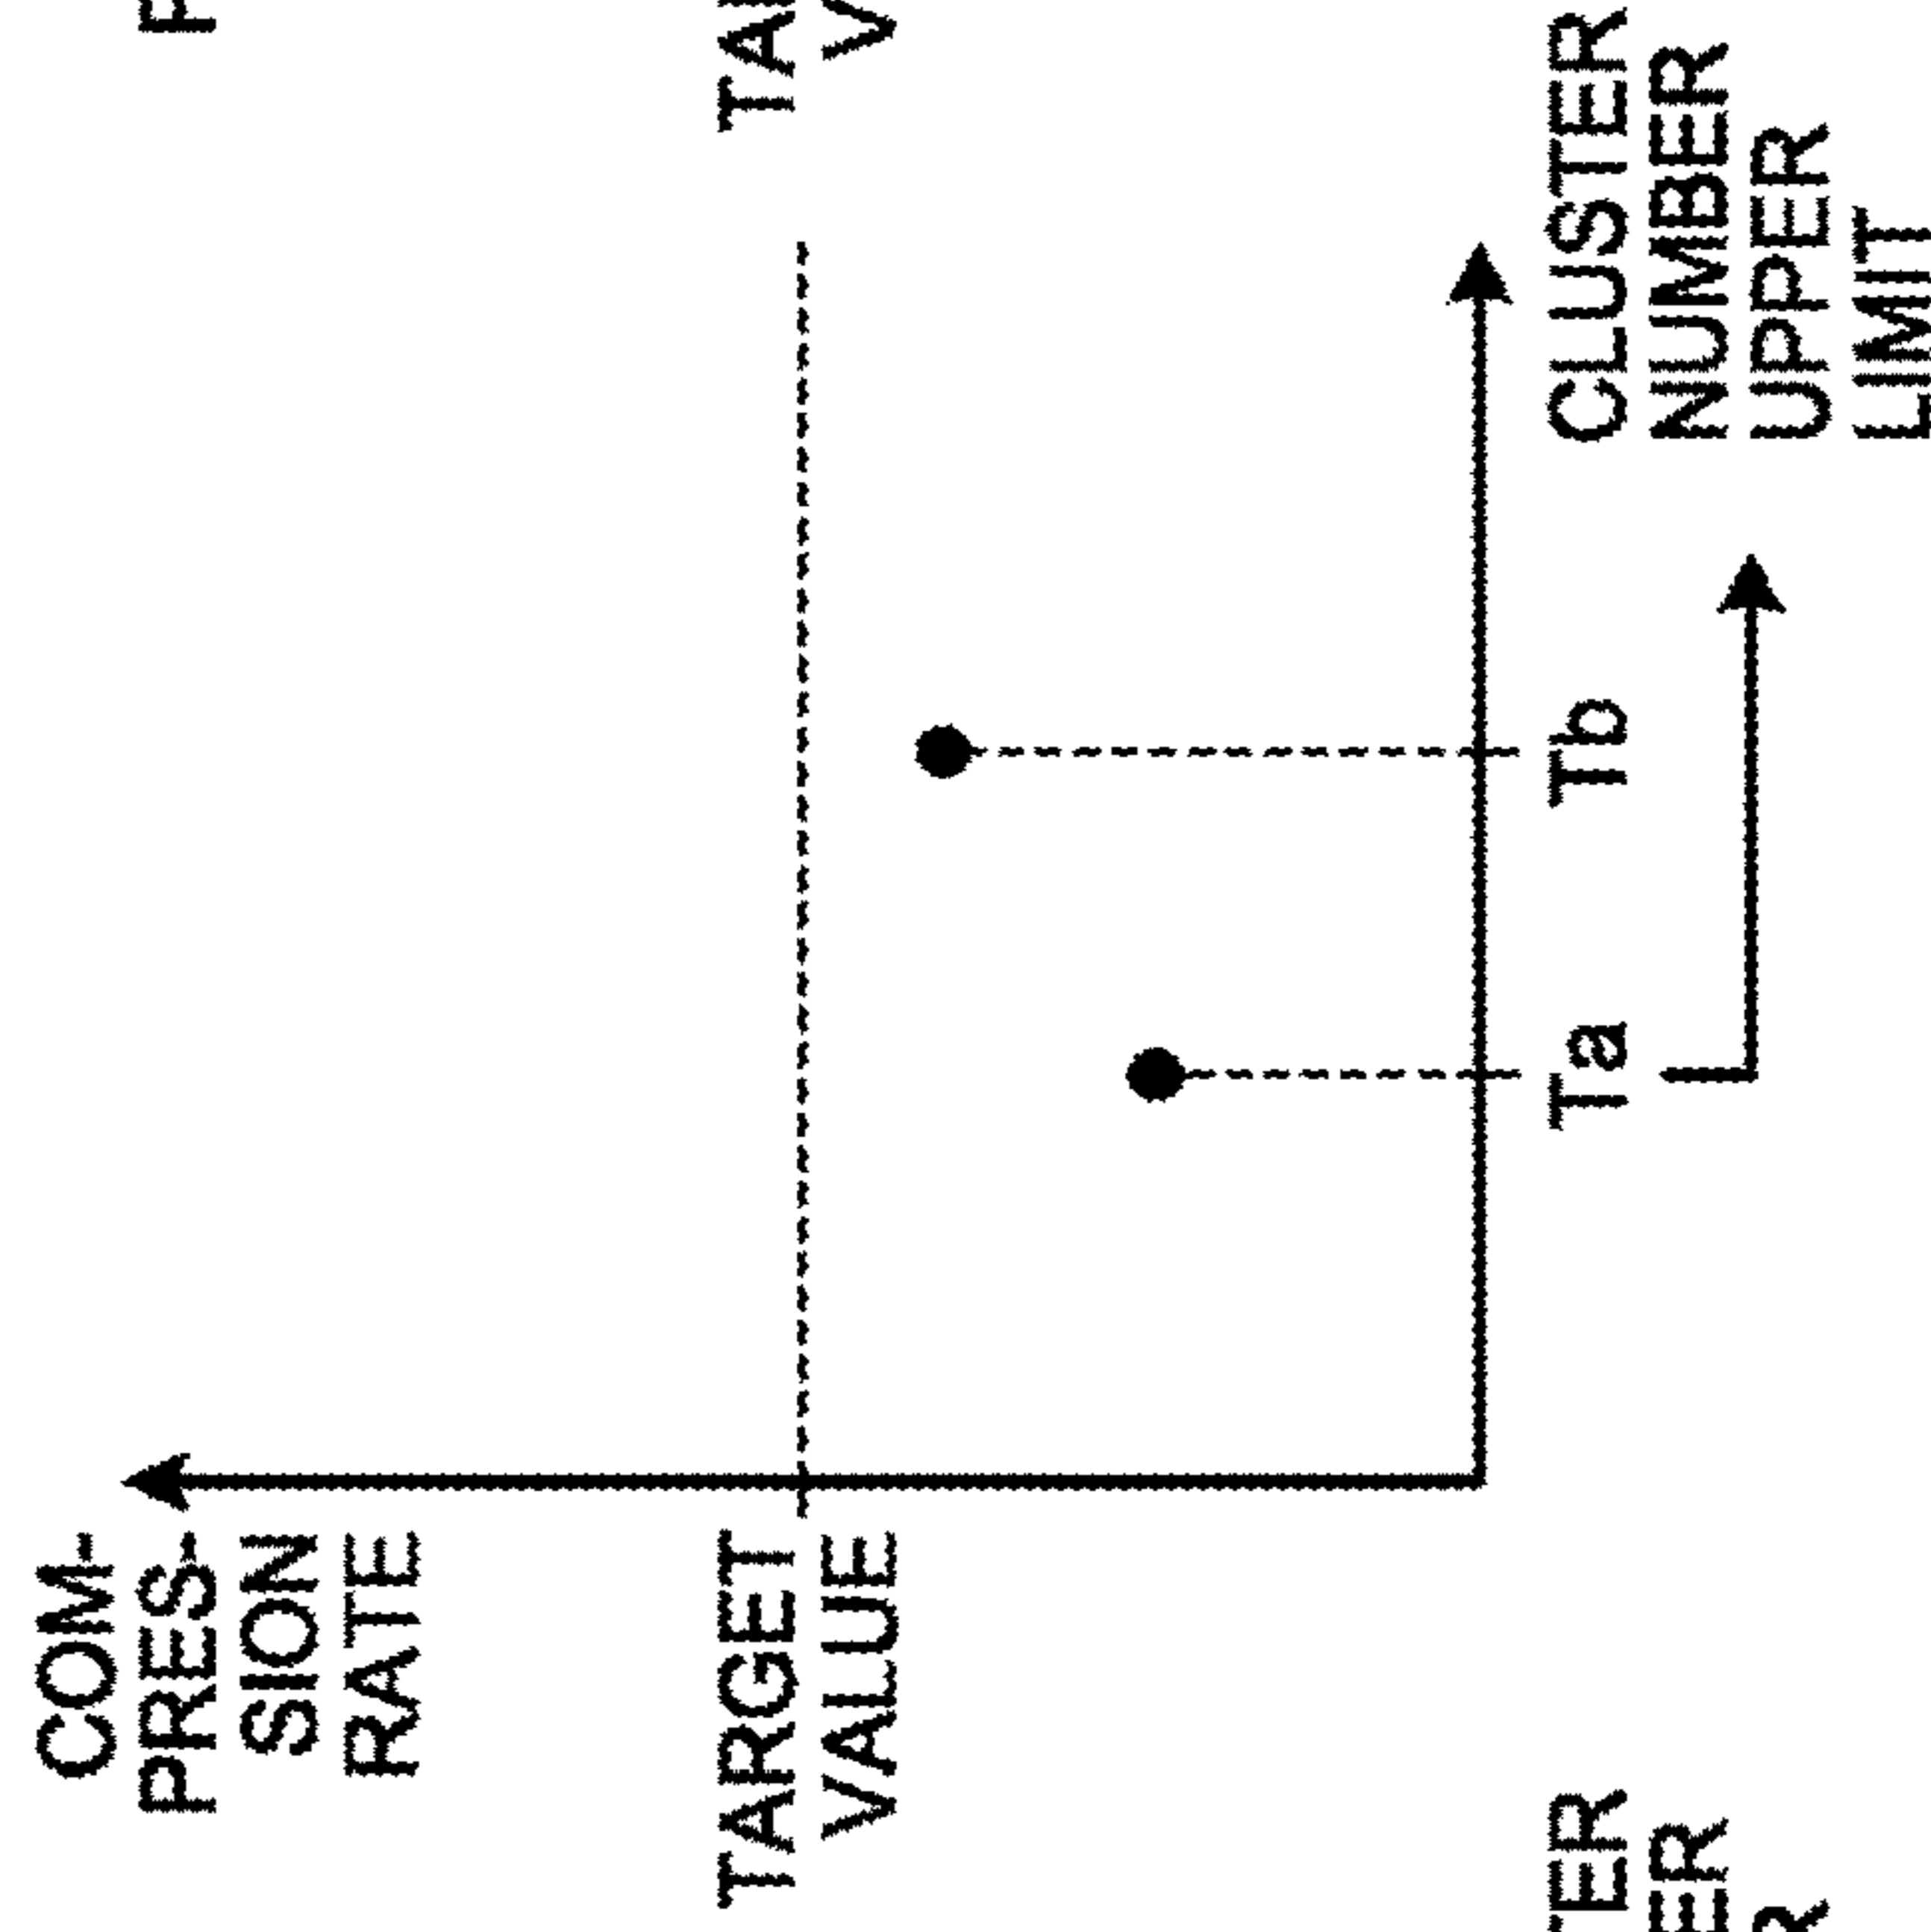 COM-
PRES-
SION
RATE
TARGET
VALUE
Ta
Tb
CLUSTER
NUMBER
UPPER
LIMIT